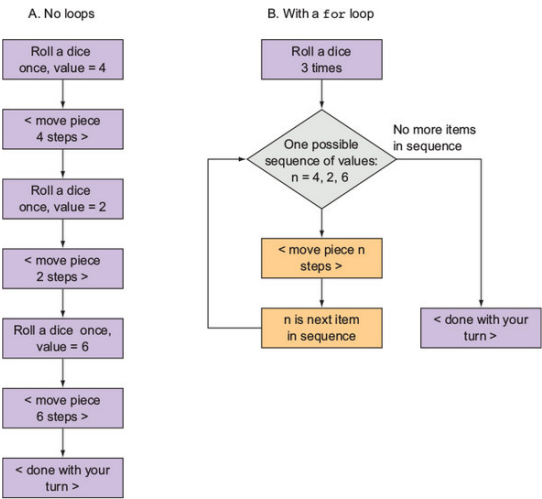 A. No loops
Roll a dice
once, value = 4
< move piece
4 steps >
Roll a dice
once, value = 2
< move piece
2 steps >
Roll a dice once,
value = 6
< move piece
6 steps >
< done with your
turn >
B. With a for loop
Roll a dice
3 times
One possible
sequence of values:
n = 4, 2, 6
No more items
in sequence
< move piece n
steps >
n is next item
in sequence
< done with your
turn >